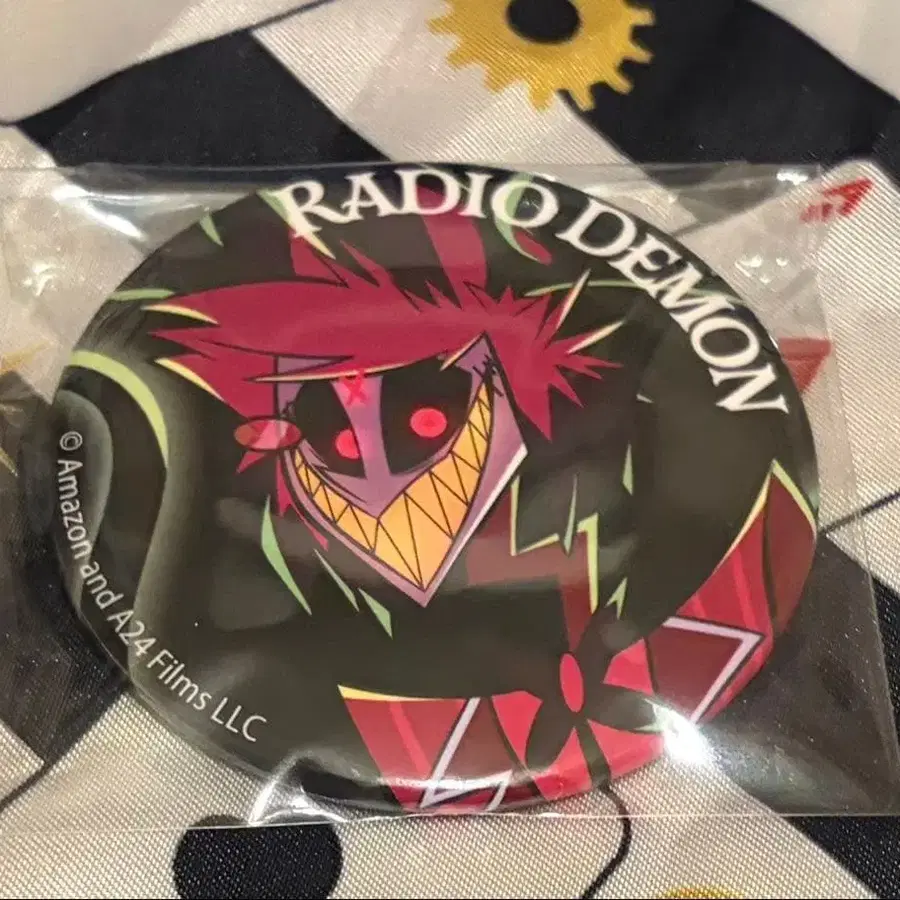 RADIO DEMON
© Amazon and A24 Films LLC